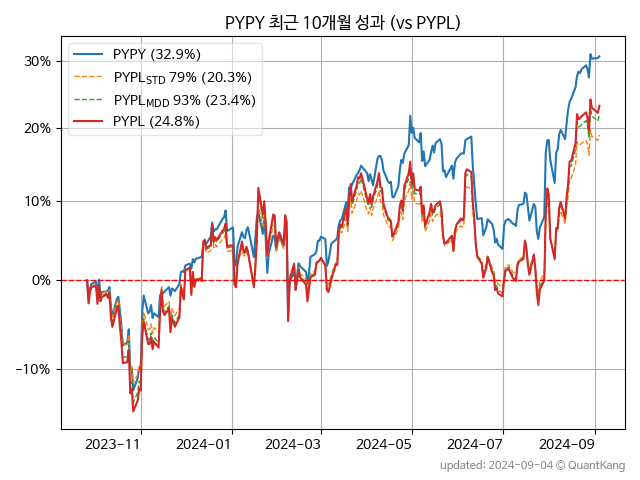 PYPY 최근 10개월 성과 (vs PYPL)
PYPY (32.9%)
PYPL_STD 79% (20.3%)
PYPL_MDD 93% (23.4%)
PYPL (24.8%)
30%
20%
10%
0%
−10%
2023-11
2024-01
2024-03
2024-05
2024-07
2024-09
updated: 2024-09-04 © QuantKang